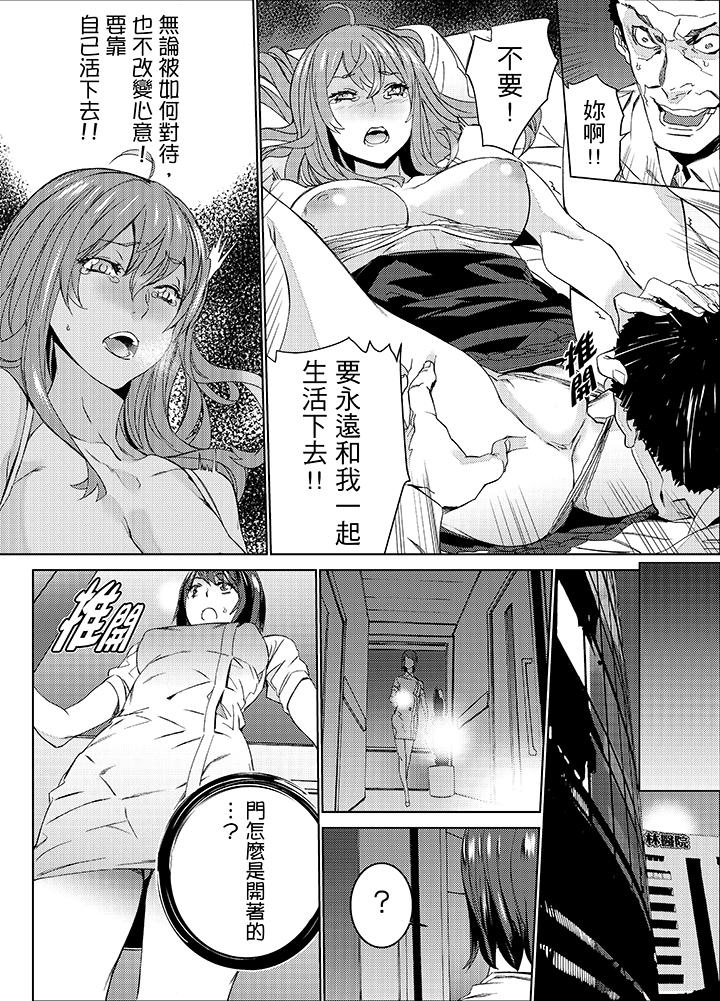 妳啊!!
不要!
推開
要永遠和我一起
生活下去!!
無論被如何對待,
也不改變心意!
要靠
自己活下去!!
林醫院
?
推開
門怎麼是開著的
…?